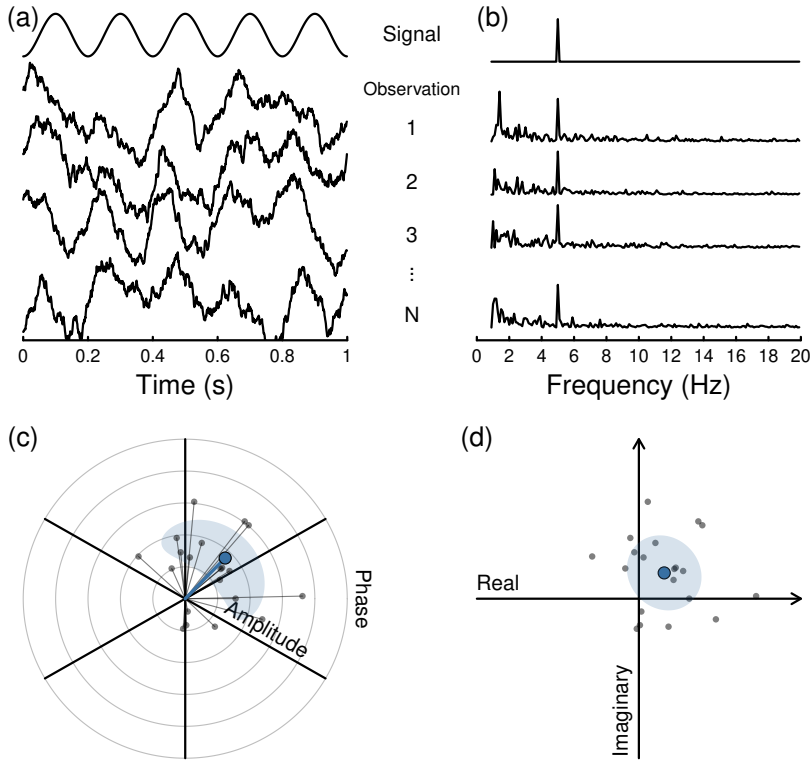 (a)
Signal
(b)
Observation
1
2
3
...
N
0 0.2 0.4 0.6 0.8 1
2 4 6 8 10 12 14 16 18 20
Time (s)
Frequency (Hz)
(c)
Phase
Amplitude
(d)
Real
Imaginary